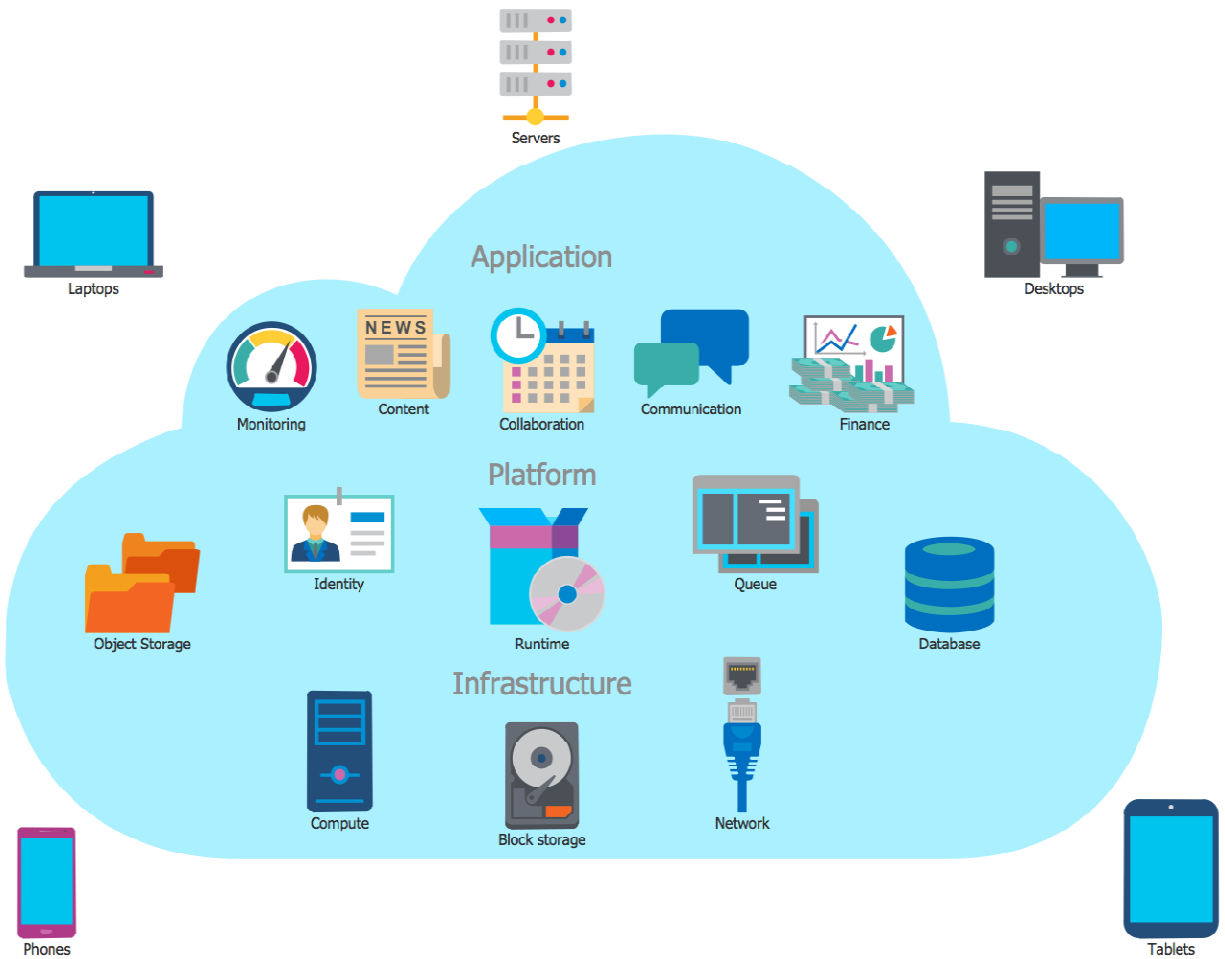 Servers
Laptops
Desktops
Application
NEWS
Monitoring
Content
Collaboration
Communication
Finance
Platform
Object Storage
Identity
Runtime
Queue
Database
Infrastructure
Compute
Block storage
Network
Phones
Tablets